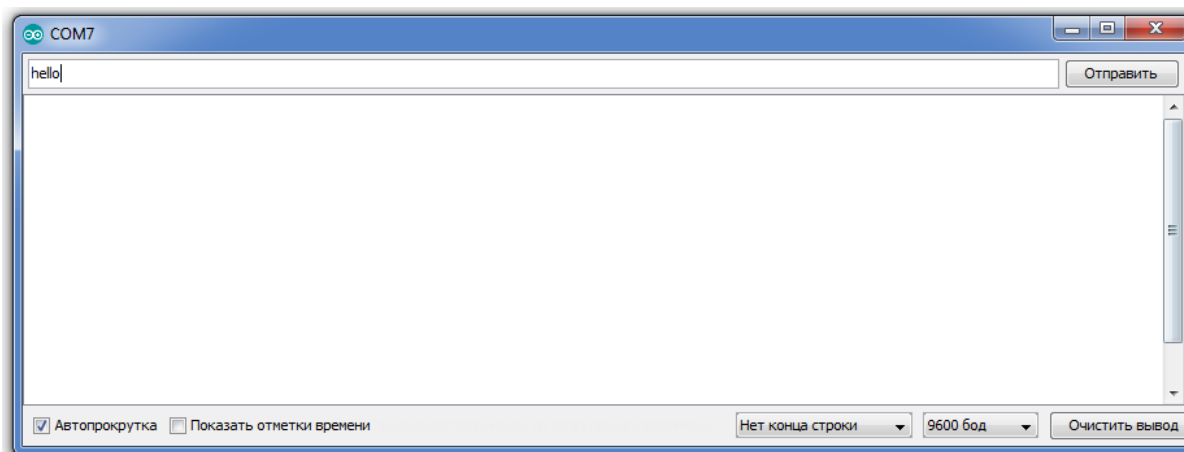 COM7
hello
Отправить
Автопрокрутка Показать отметки времени Нет конца строки 9600 бод Очистить вывод